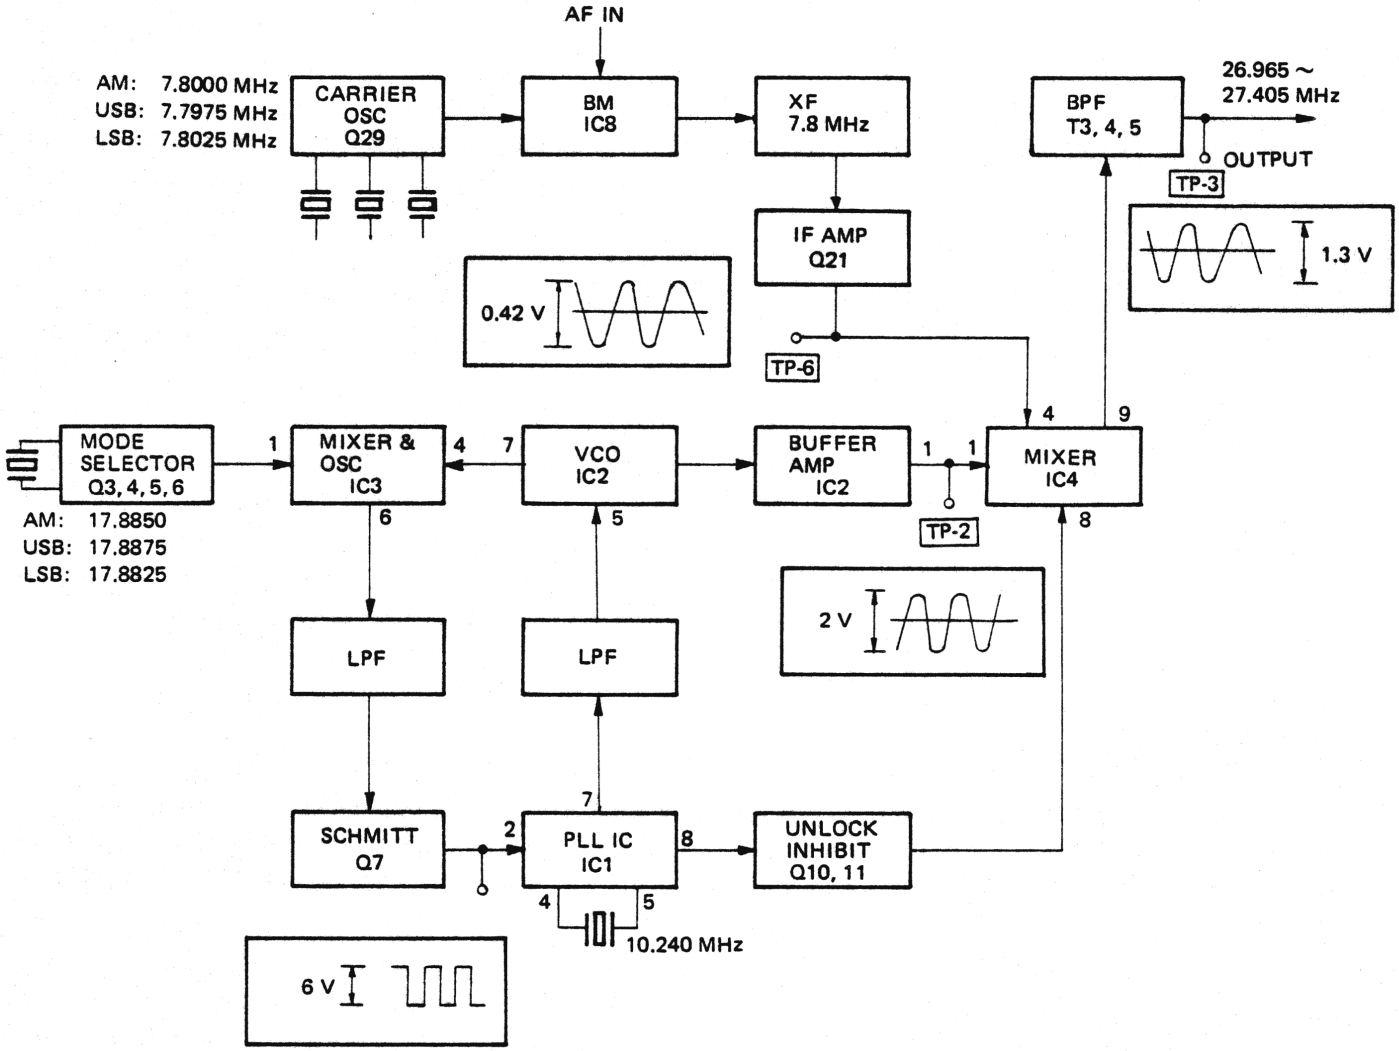 AF IN
AM: 7.8000 MHz
USB: 7.7975 MHz
LSB: 7.8025 MHz
CARRIER
OSC
Q29
BM
IC8
XF
7.8 MHz
BPF
T3, 4, 5
26.965 ~
27.405 MHz
OUTPUT
TP-3
1.3 V
IF AMP
Q21
0.42 V
TP-6
MODE
SELECTOR
Q3, 4, 5, 6
AM: 17.8850
USB: 17.8875
LSB: 17.8825
1
MIXER &
OSC
IC3
4
6
7
VCO
IC2
5
BUFFER
AMP
IC2
1
1
4
9
MIXER
IC4
8
TP-2
2 V
LPF
LPF
SCHMITT
Q7
2
7
PLL IC
IC1
8
4
5
10.240 MHz
UNLOCK
INHIBIT
Q10, 11
6 V